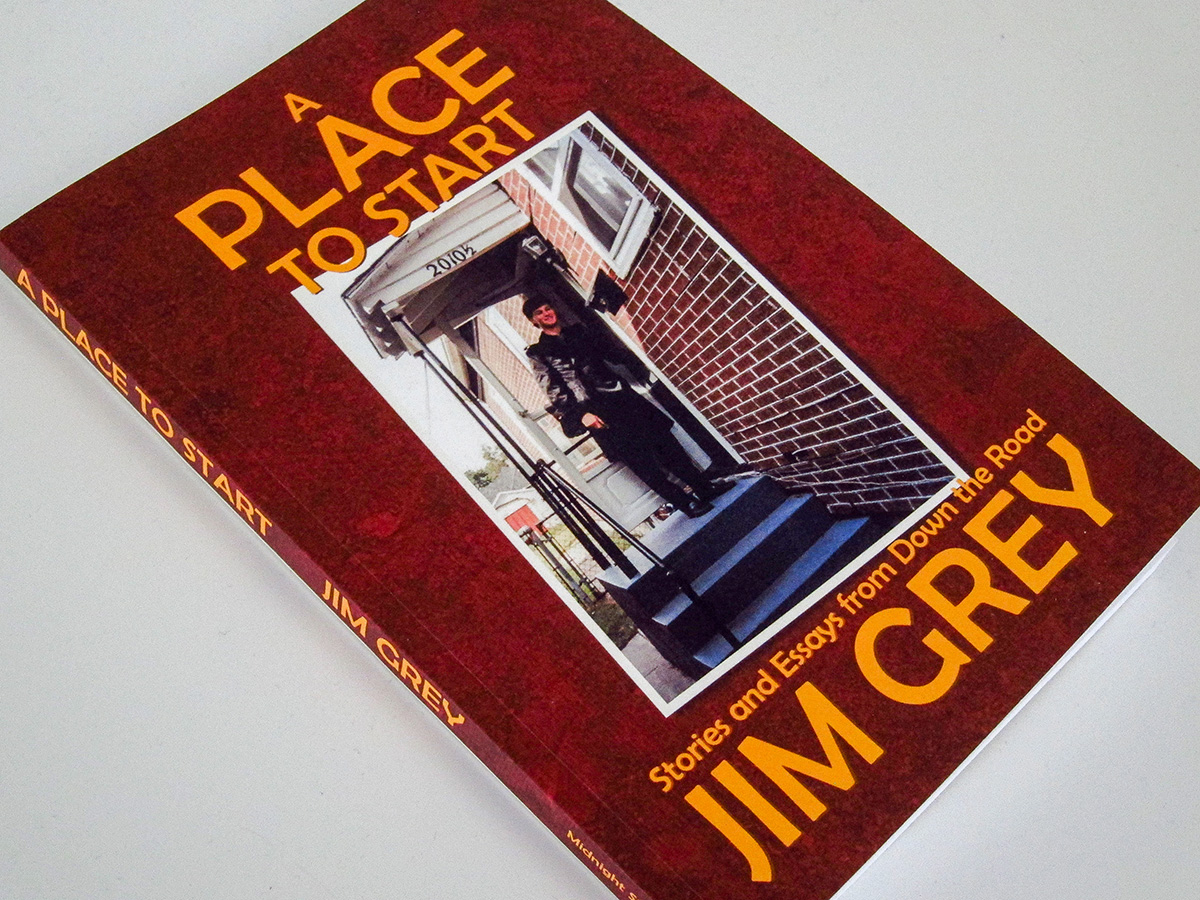 A
PLACE
TO START
2010½
Stories and Essays from Down the Road
JIM GREY
A PLACE TO START
JIM GREY
Midnight S